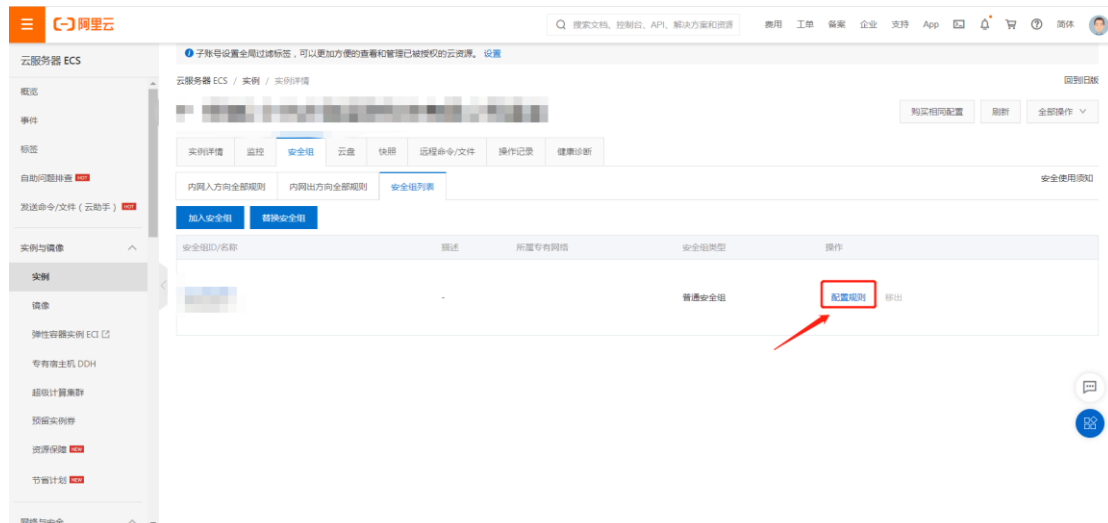 阿里云
搜索文档、控制台、API、解决方案和资源
费用 工单 备案 企业 支持 App 简体
云服务器 ECS
子账号设置全局过滤标签，可以更加方便的查看和管理已被授权的云资源。 设置
云服务器 ECS / 实例 / 实例详情
回到旧版
概览
购买相同配置 刷新 全部操作
事件
标签
实例详情 监控 安全组 云盘 快照 远程命令/文件 操作记录 健康诊断
自助问题排查 HOT
内网入方向全部规则 内网出方向全部规则 安全组列表
安全使用须知
发送命令/文件（云助手） HOT
加入安全组 替换安全组
实例与镜像
安全组ID/名称 描述 所属专有网络 安全组类型 操作
实例
- 普通安全组 配置规则 移出
镜像
弹性容器实例 ECI
专有宿主机 DDH
超级计算集群
预留实例券
资源保障 NEW
节省计划 NEW
网络与安全